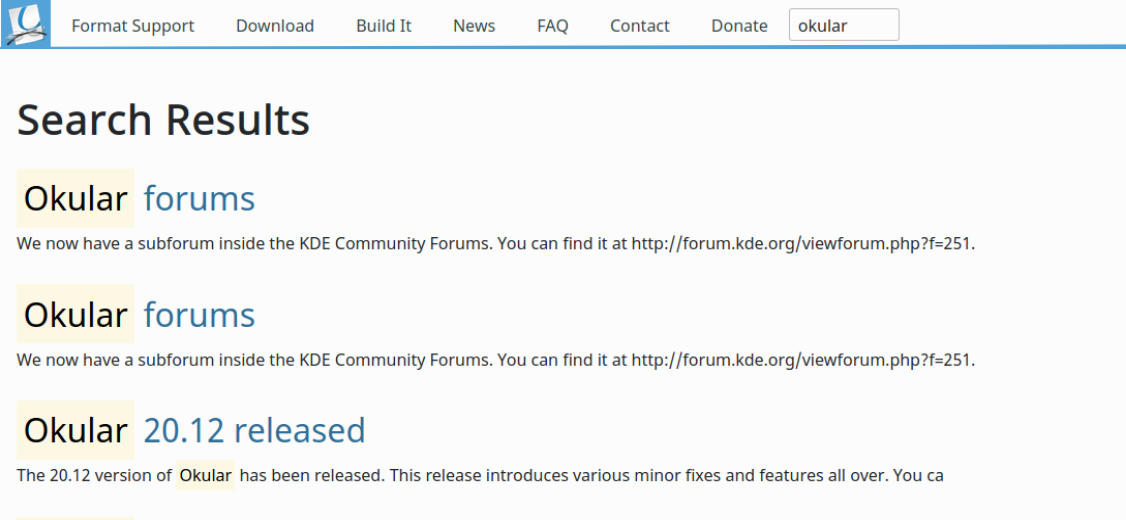 Format Support Download Build It News FAQ Contact Donate okular
Search Results
Okular forums
We now have a subforum inside the KDE Community Forums. You can find it at http://forum.kde.org/viewforum.php?f=251.
Okular forums
We now have a subforum inside the KDE Community Forums. You can find it at http://forum.kde.org/viewforum.php?f=251.
Okular 20.12 released
The 20.12 version of Okular has been released. This release introduces various minor fixes and features all over. You ca